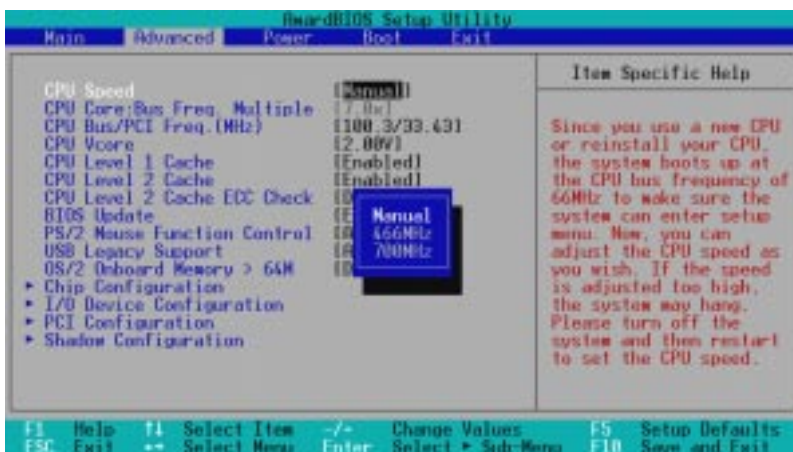 AwardBIOS Setup Utility
Main Advanced Power Boot Exit
Item Specific Help
CPU Speed [Manual]
CPU Core:Bus Freq. Multiple [7.0x]
CPU Bus/PCI Freq.(MHz) [100.3/33.43]
CPU Vcore [2.00V]
CPU Level 1 Cache [Enabled]
CPU Level 2 Cache [Enabled]
CPU Level 2 Cache ECC Check [D
BIOS Update [E
PS/2 Mouse Function Control [A
USB Legacy Support [A
OS/2 Onboard Memory > 64M [D
Manual
466MHz
700MHz
▸ Chip Configuration
▸ I/O Device Configuration
▸ PCI Configuration
▸ Shadow Configuration
Since you use a new CPU
or reinstall your CPU,
the system boots up at
the CPU bus frequency of
66MHz to make sure the
system can enter setup
menu. Now, you can
adjust the CPU speed as
you wish. If the speed
is adjusted too high,
the system may hang.
Please turn off the
system and then restart
to set the CPU speed.
F1 Help ↑↓ Select Item -/+ Change Values F5 Setup Defaults
ESC Exit ↔ Select Menu Enter Select ▸ Sub-Menu F10 Save and Exit